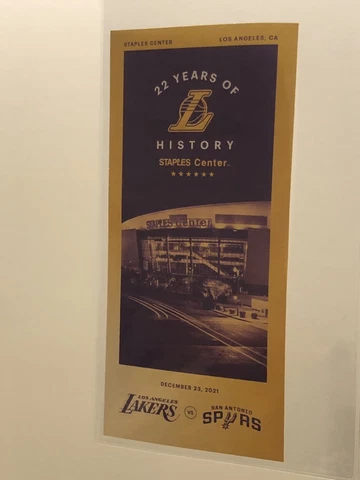 STAPLES CENTER LOS ANGELES, CA
22 YEARS OF
L
HISTORY
STAPLES Center
STAPLES Center
DECEMBER 23, 2021
LOS ANGELES
LAKERS
VS
SAN ANTONIO
SPURS